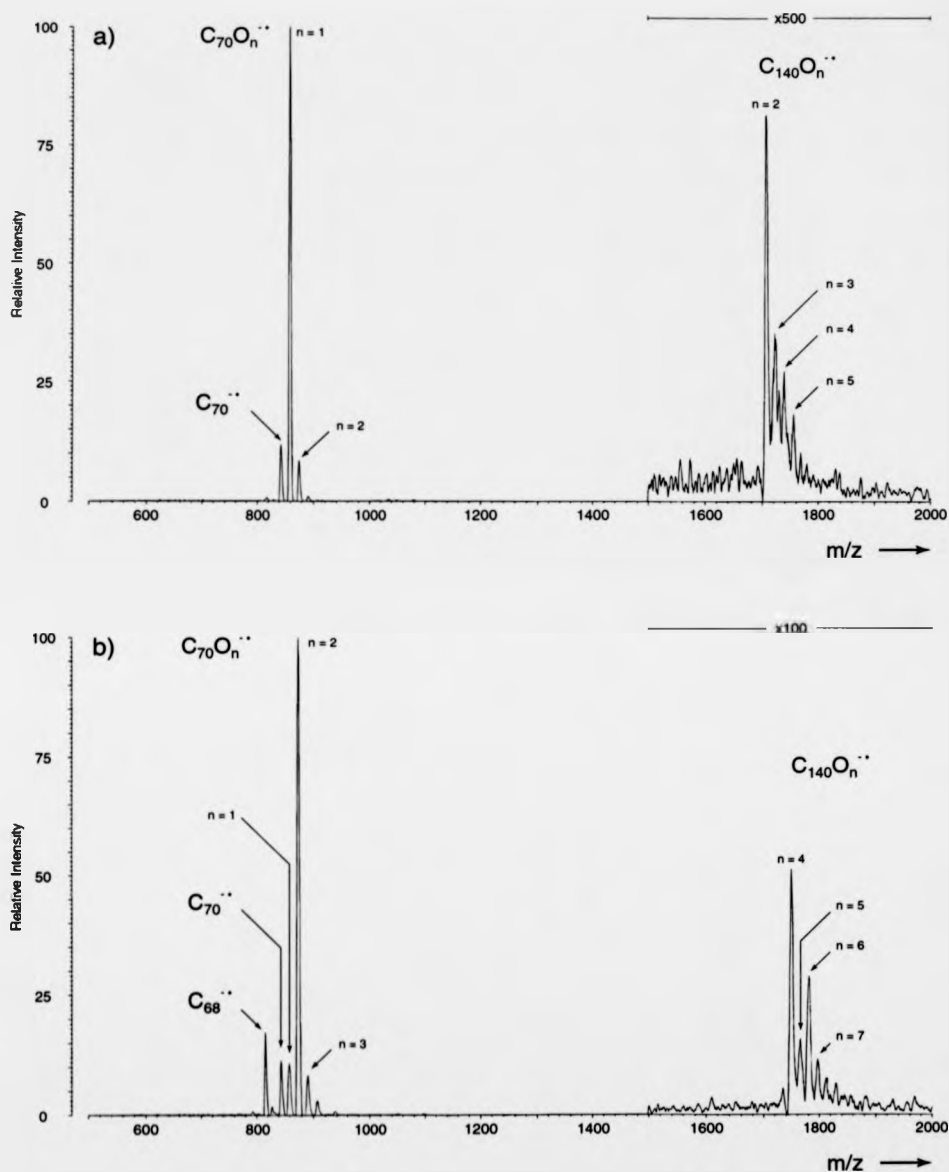 a)
C₇₀Oₙ⁻•
n = 1
x500
C₁₄₀Oₙ⁻•
n = 2
n = 3
n = 4
n = 5
C₇₀⁻•
n = 2
Relative Intensity
100
75
50
25
0
600
800
1000
1200
1400
1600
1800
2000
m/z
b)
C₇₀Oₙ⁻•
n = 2
x100
C₁₄₀Oₙ⁻•
n = 1
n = 4
n = 5
n = 6
n = 7
C₇₀⁻•
C₆₈⁻•
n = 3
Relative Intensity
100
75
50
25
0
600
800
1000
1200
1400
1600
1800
2000
m/z